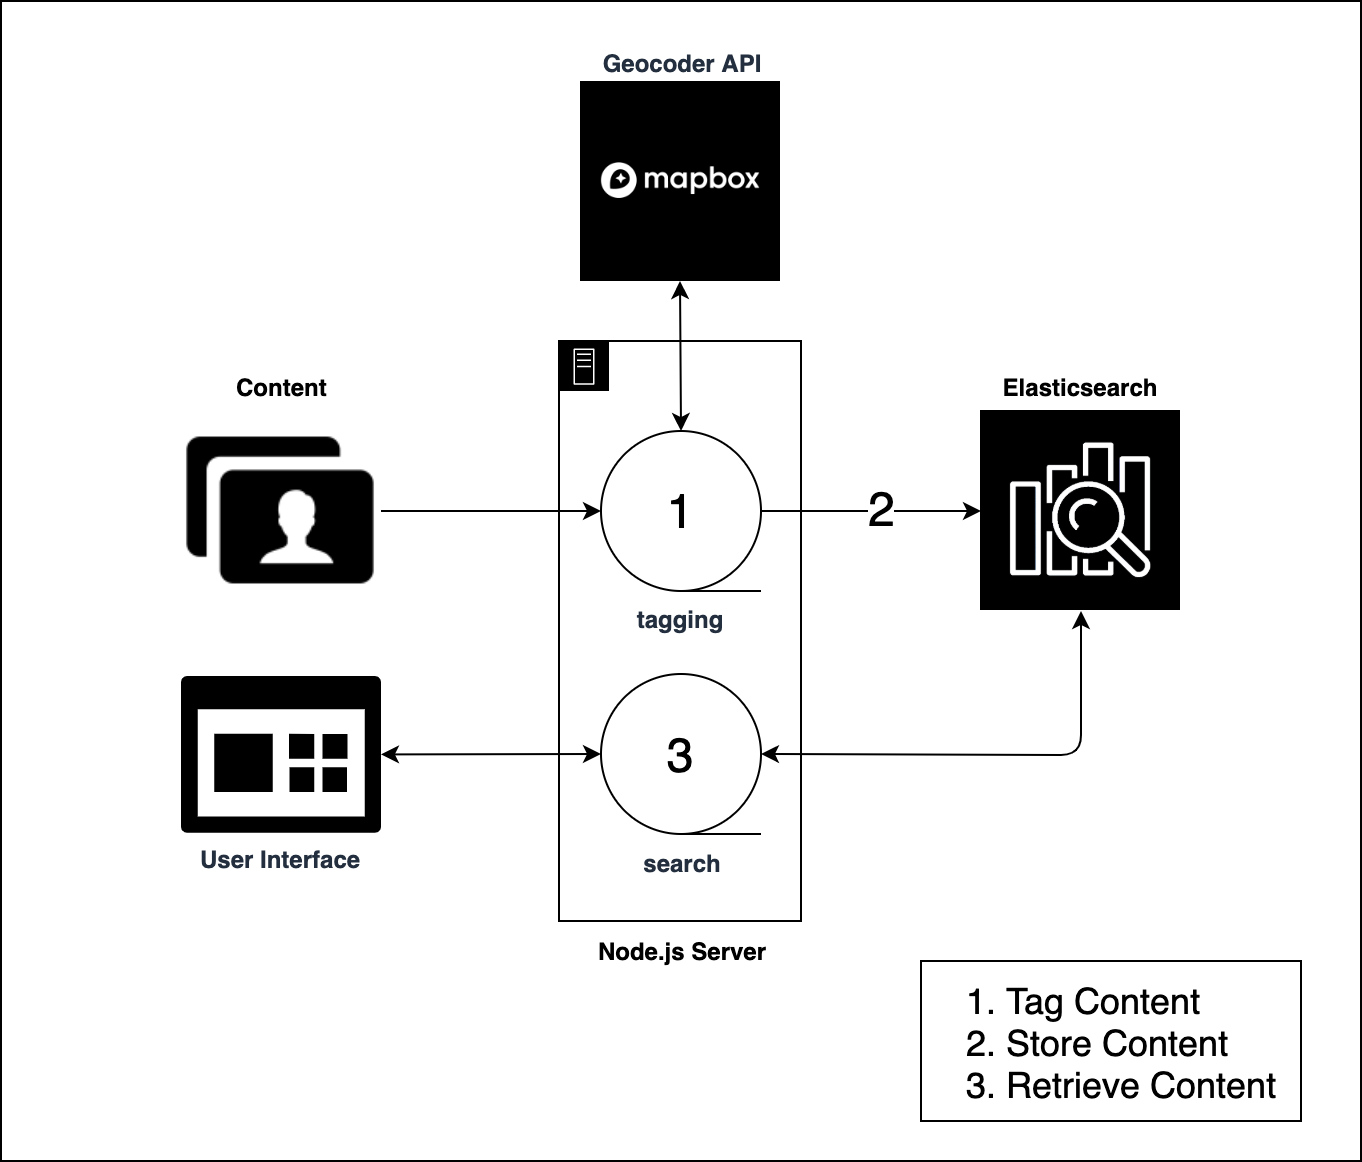 Geocoder API
mapbox
Content
Elasticsearch
1
2
tagging
3
User Interface
search
Node.js Server
1. Tag Content
2. Store Content
3. Retrieve Content